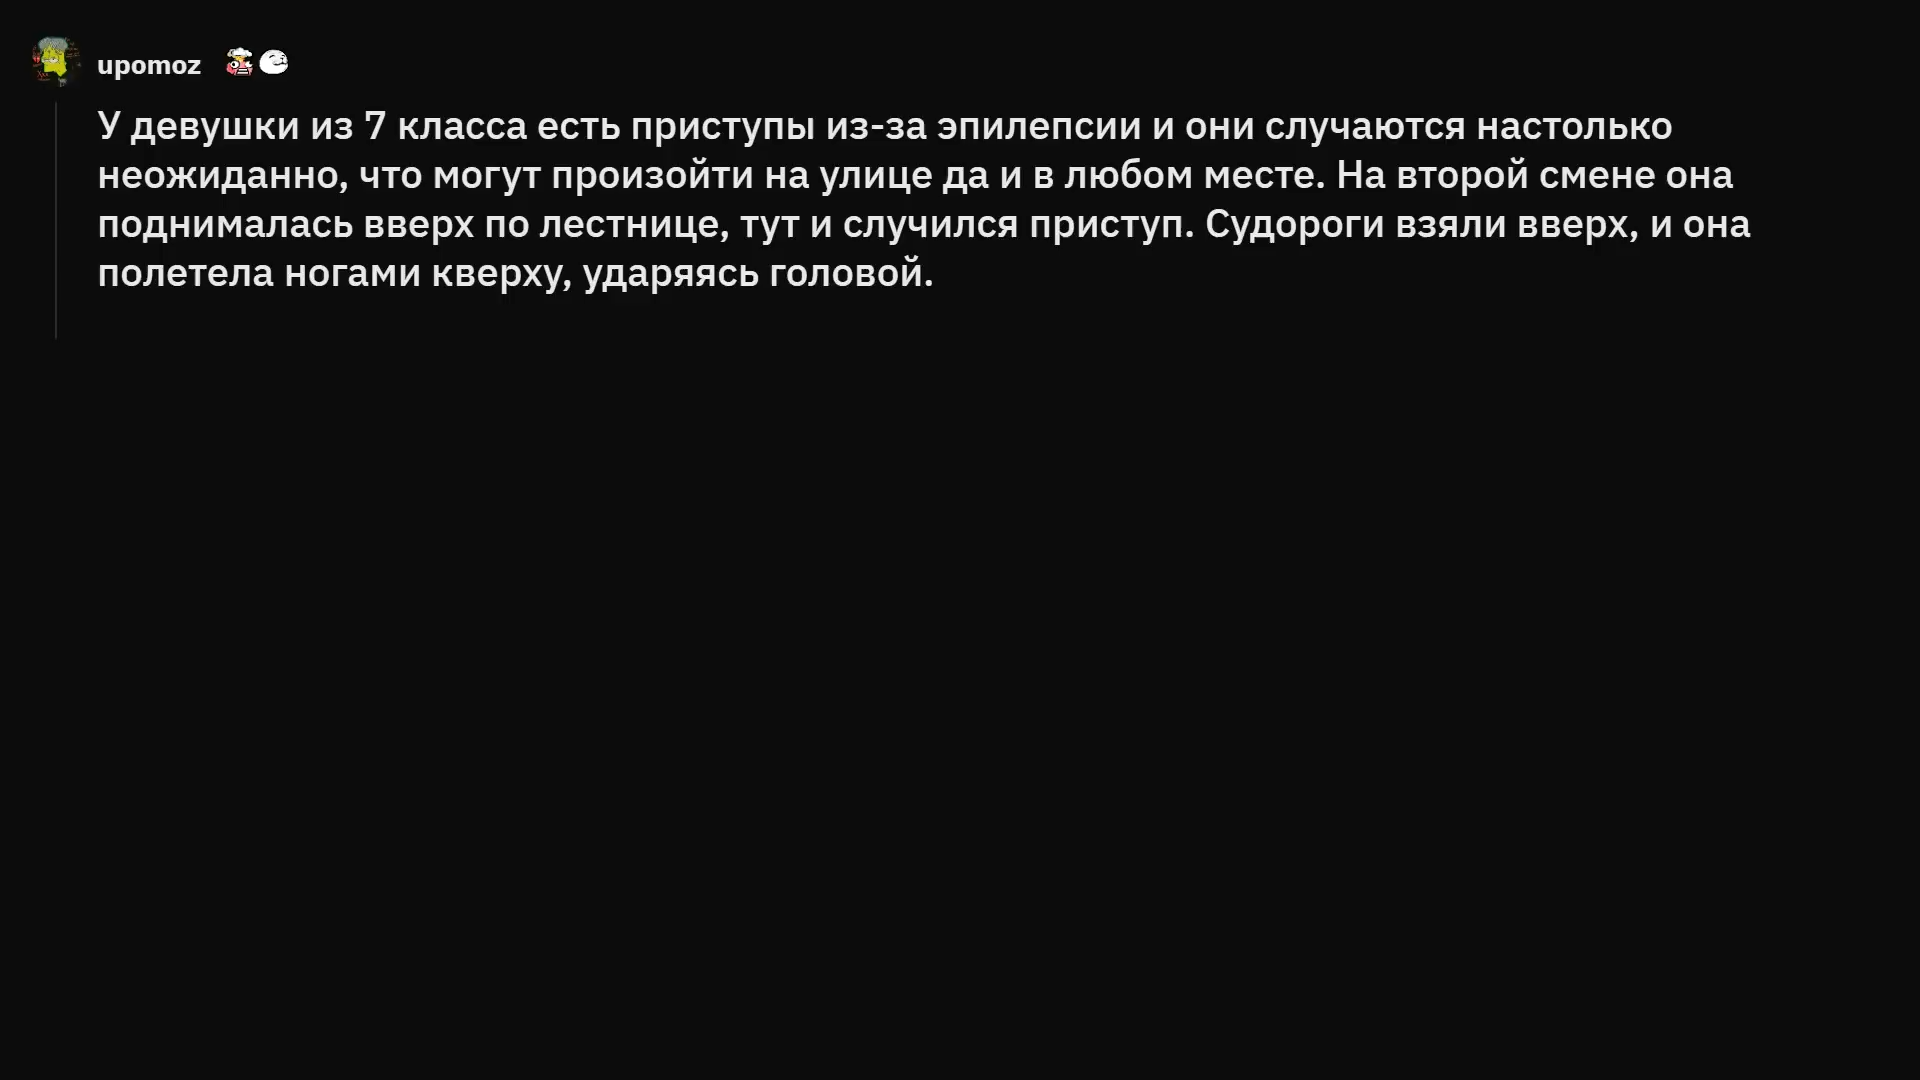 upomoz
У девушки из 7 класса есть приступы из-за эпилепсии и они случаются настолько
неожиданно, что могут произойти на улице да и в любом месте. На второй смене она
поднималась вверх по лестнице, тут и случился приступ. Судороги взяли вверх, и она
полетела ногами кверху, ударяясь головой.